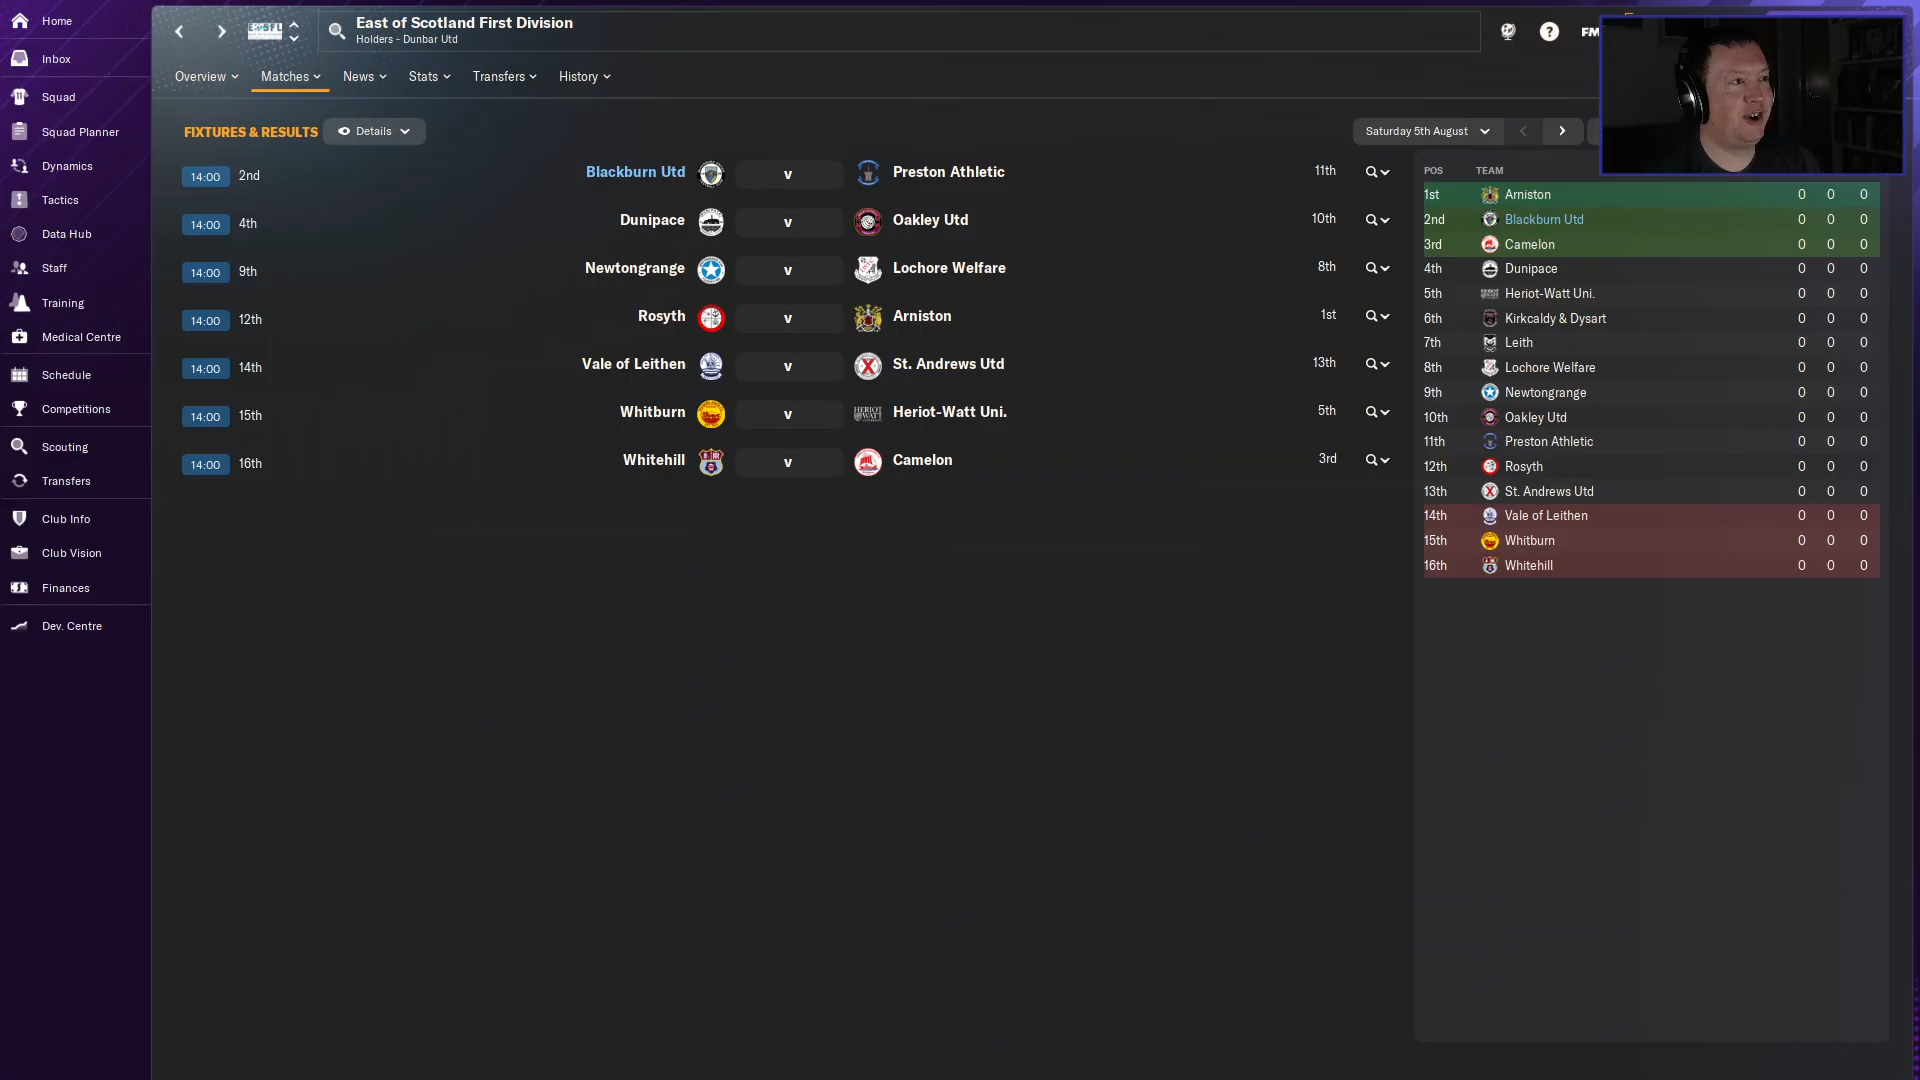 Home
Inbox
Squad
Squad Planner
Dynamics
Tactics
Data Hub
Staff
Training
Medical Centre
Schedule
Competitions
Scouting
Transfers
Club Info
Club Vision
Finances
Dev. Centre
East of Scotland First Division
Holders - Dunbar Utd
? FM
Overview Matches News Stats Transfers History
FIXTURES & RESULTS Details Saturday 5th August
14:00 2nd Blackburn Utd v Preston Athletic 11th
14:00 4th Dunipace v Oakley Utd 10th
14:00 9th Newtongrange v Lochore Welfare 8th
14:00 12th Rosyth v Arniston 1st
14:00 14th Vale of Leithen v St. Andrews Utd 13th
14:00 15th Whitburn v HERIOT WATT Heriot-Watt Uni. 5th
14:00 16th Whitehill v Camelon 3rd
POS TEAM
1st Arniston 0 0 0
2nd Blackburn Utd 0 0 0
3rd Camelon 0 0 0
4th Dunipace 0 0 0
5th Heriot-Watt Uni. 0 0 0
6th Kirkcaldy & Dysart 0 0 0
7th Leith 0 0 0
8th Lochore Welfare 0 0 0
9th Newtongrange 0 0 0
10th Oakley Utd 0 0 0
11th Preston Athletic 0 0 0
12th Rosyth 0 0 0
13th St. Andrews Utd 0 0 0
14th Vale of Leithen 0 0 0
15th Whitburn 0 0 0
16th Whitehill 0 0 0